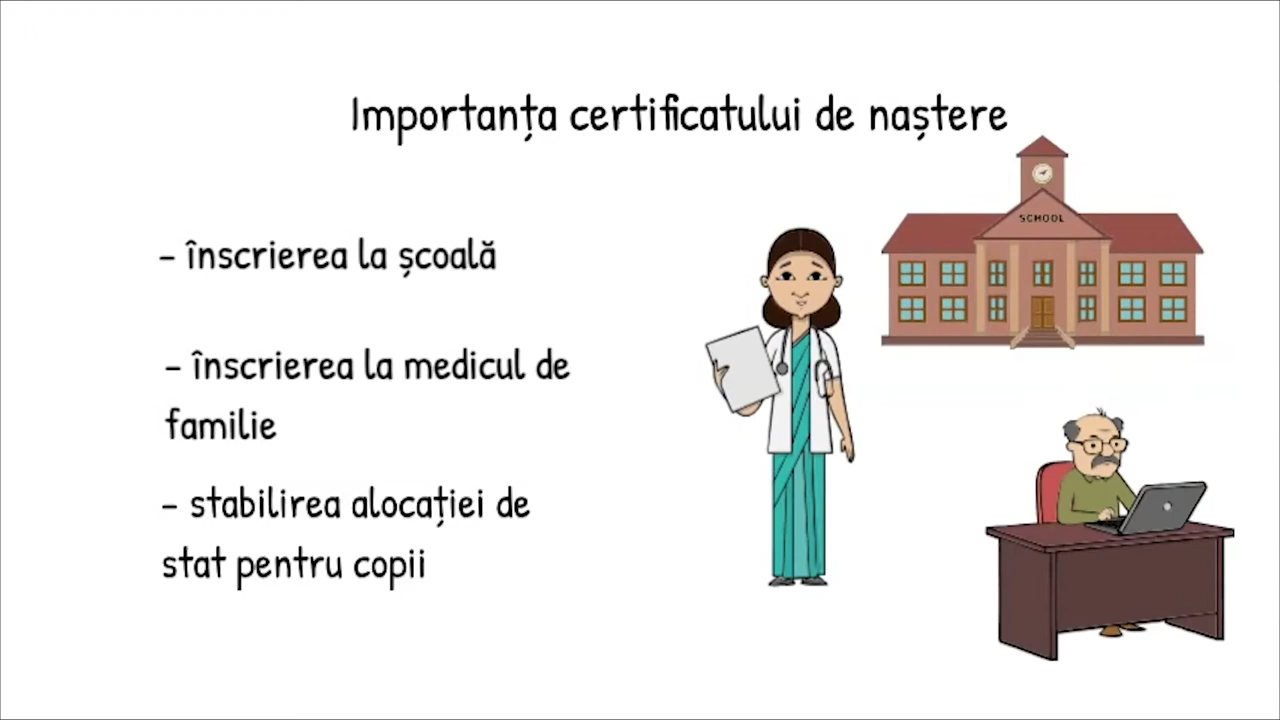 Importanța certificatului de naștere
- înscrierea la școală
- înscrierea la medicul de
familie
- stabilirea alocației de
stat pentru copii
SCHOOL